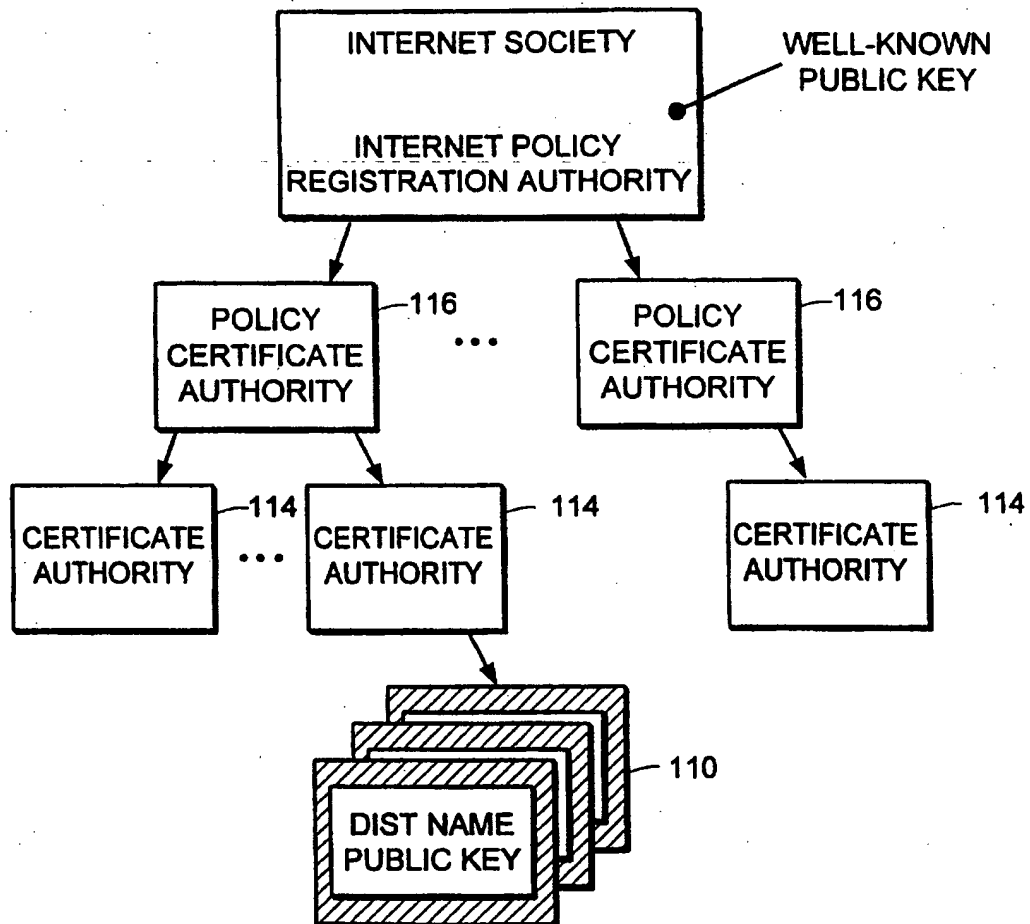 INTERNET SOCIETY
WELL-KNOWN
PUBLIC KEY
INTERNET POLICY
REGISTRATION AUTHORITY
POLICY
CERTIFICATE
AUTHORITY
116
...
POLICY
CERTIFICATE
AUTHORITY
116
CERTIFICATE
AUTHORITY
114
...
CERTIFICATE
AUTHORITY
114
CERTIFICATE
AUTHORITY
114
110
DIST NAME
PUBLIC KEY